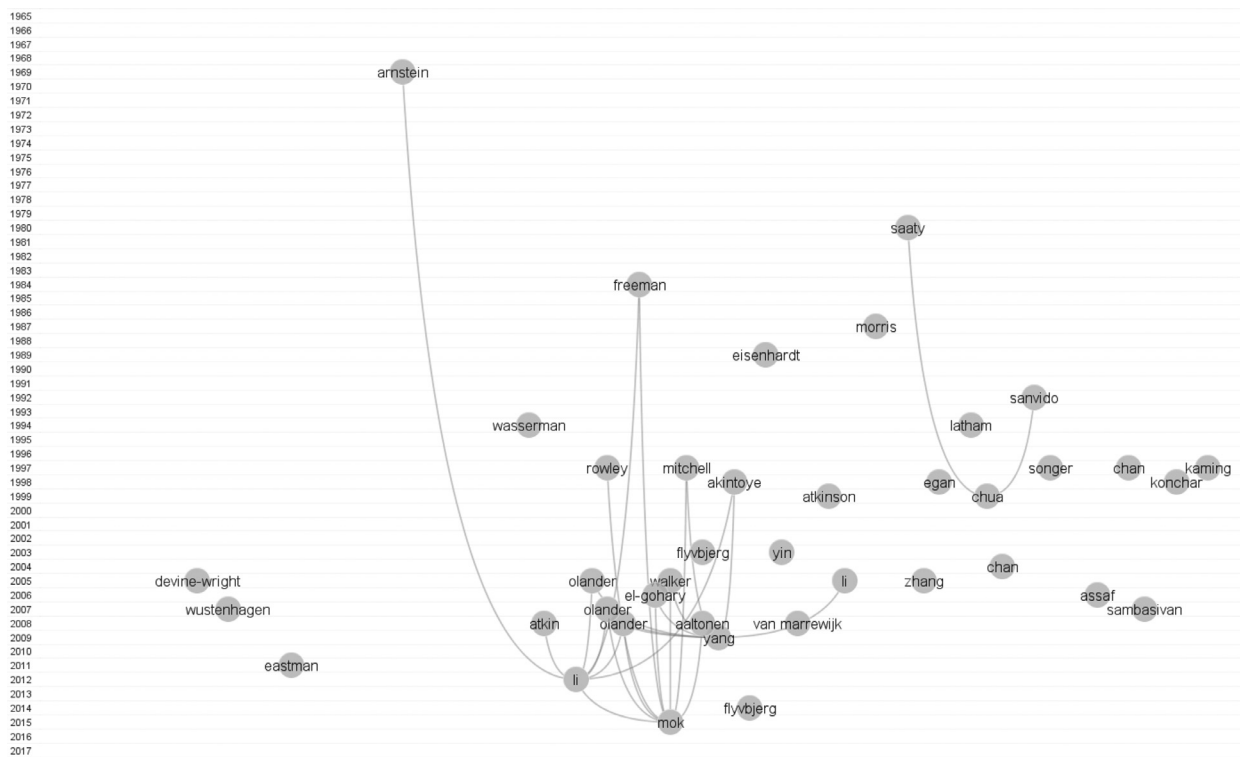 1965
1966
1967
1968
1969
1970
1971
1972
1973
1974
1975
1976
1977
1978
1979
1980
1981
1982
1983
1984
1985
1986
1987
1988
1989
1990
1991
1992
1993
1994
1995
1996
1997
1998
1999
2000
2001
2002
2003
2004
2005
2006
2007
2008
2009
2010
2011
2012
2013
2014
2015
2016
2017
arnstein
saaty
freeman
morris
eisenhardt
sanvido
wasserman
latham
rowley
mitchell
songer
chan
kaming
akintoye
egan
konchar
atkinson
chua
flyvbjerg
yin
chan
devine-wright
olander
walker
li
zhang
el-gohary
assaf
wustenhagen
olander
sambasivan
atkin
olander
aaltonen
van marrewijk
yang
eastman
li
flyvbjerg
mok